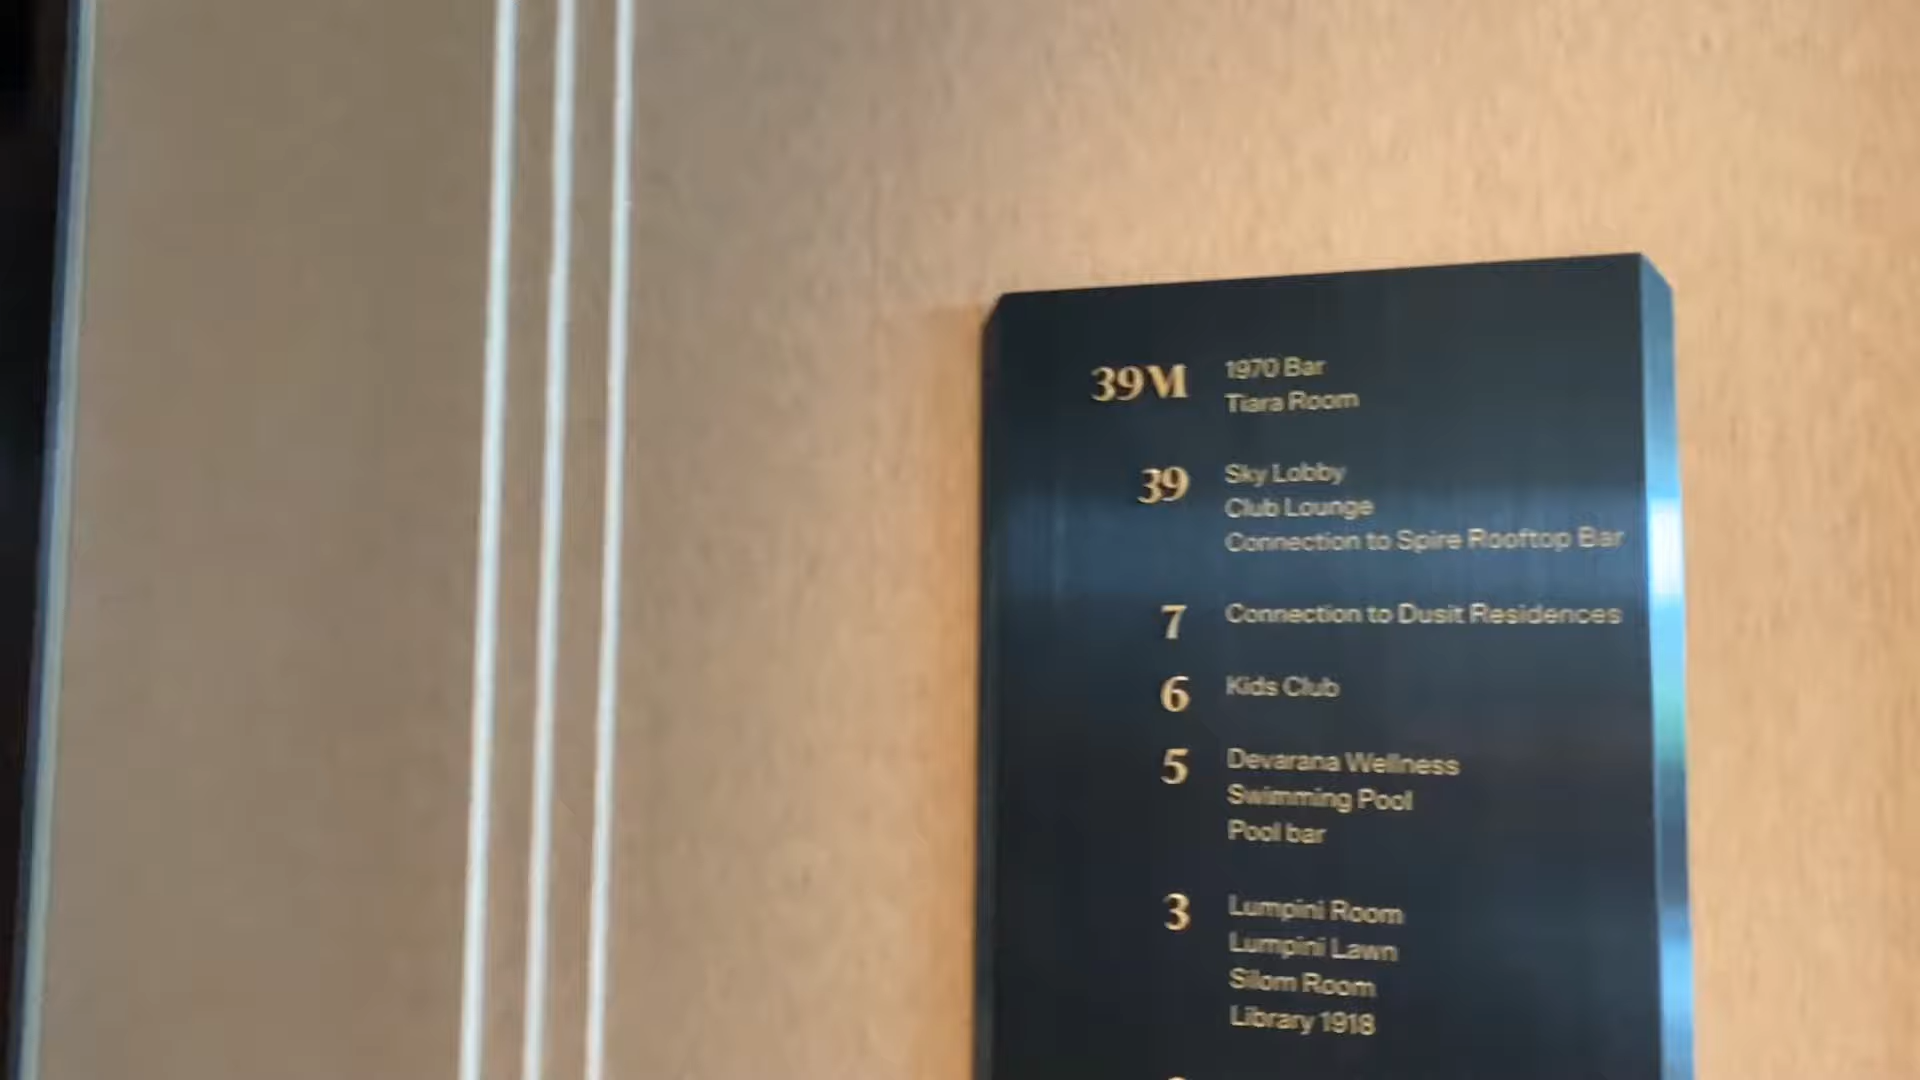 39M 1970 Bar
Tiara Room
39 Sky Lobby
Club Lounge
Connection to Spire Rooftop Bar
7 Connection to Dusit Residences
6 Kids Club
5 Devarana Wellness
Swimming Pool
Pool bar
3 Lumpini Room
Lumpini Lawn
Silom Room
Library 1918